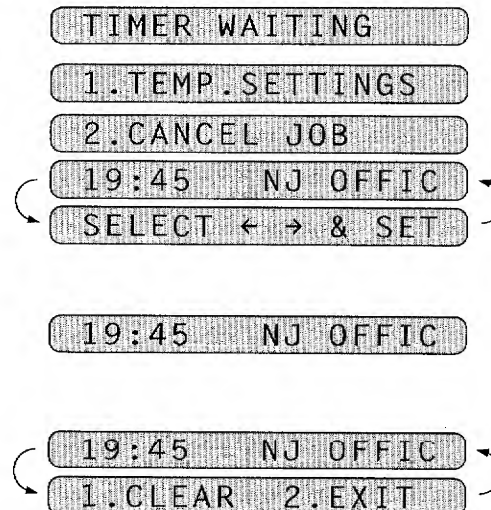 TIMER WAITING
1.TEMP.SETTINGS
2.CANCEL JOB
19:45 NJ OFFIC
SELECT ← → & SET
19:45 NJ OFFIC
19:45 NJ OFFIC
1.CLEAR 2.EXIT